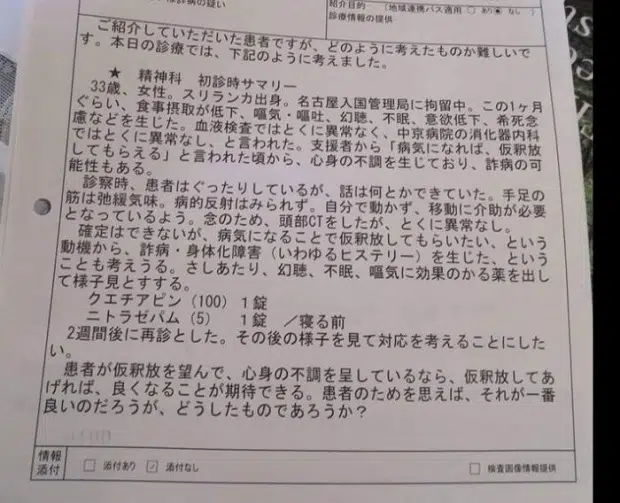 病の疑い
紹介目的 [地域連携パス適用 □ あり ◉ なし ]
診療情報の提供
ご紹介していただいた患者ですが、どのように考えたものか難しいで
す。本日の診療では、下記のように考えました。
★ 精神科 初診時サマリー
33歳、女性。スリランカ出身。名古屋入国管理局に拘留中。この1ヶ月
ぐらい、食事摂取が低下、嘔気・嘔吐、幻聴、不眠、意欲低下、希死念
慮などを生じた。血液検査ではとくに異常なく、中京病院の消化器内科
ではとくに異常なし、と言われた。支援者から「病気になれば、仮釈放
してもらえる」と言われた頃から、心身の不調を生じており、詐病の可
能性もある。
診察時、患者はぐったりしているが、話は何とかできていた。手足の
筋は弛緩気味。病的反射はみられず。自分で動かず、移動に介助が必要
となっているよう。念のため、頭部CTをしたが、とくに異常なし。
確定はできないが、病気になることで仮釈放してもらいたい、という
動機から、詐病・身体化障害（いわゆるヒステリー）を生じた、という
ことも考えうる。さしあたり、幻聴、不眠、嘔気に効果のかる薬を出し
て様子見とすする。
クエチアピン（100）１錠
ニトラゼパム（5） １錠 ／寝る前
2週間後に再診とした。その後の様子を見て対応を考えることにした
い。
患者が仮釈放を望んで、心身の不調を呈しているなら、仮釈放してあ
げれば、良くなることが期待できる。患者のためを思えば、それが一番
良いのだろうが、どうしたものであろうか？
情報
添付 □ 添付あり ☑ 添付なし □ 検査画像情報提供